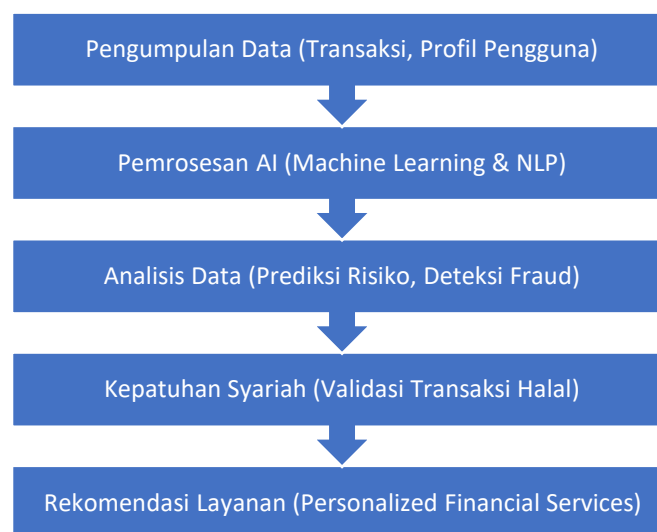 Pengumpulan Data (Transaksi, Profil Pengguna)
Pemrosesan AI (Machine Learning & NLP)
Analisis Data (Prediksi Risiko, Deteksi Fraud)
Kepatuhan Syariah (Validasi Transaksi Halal)
Rekomendasi Layanan (Personalized Financial Services)